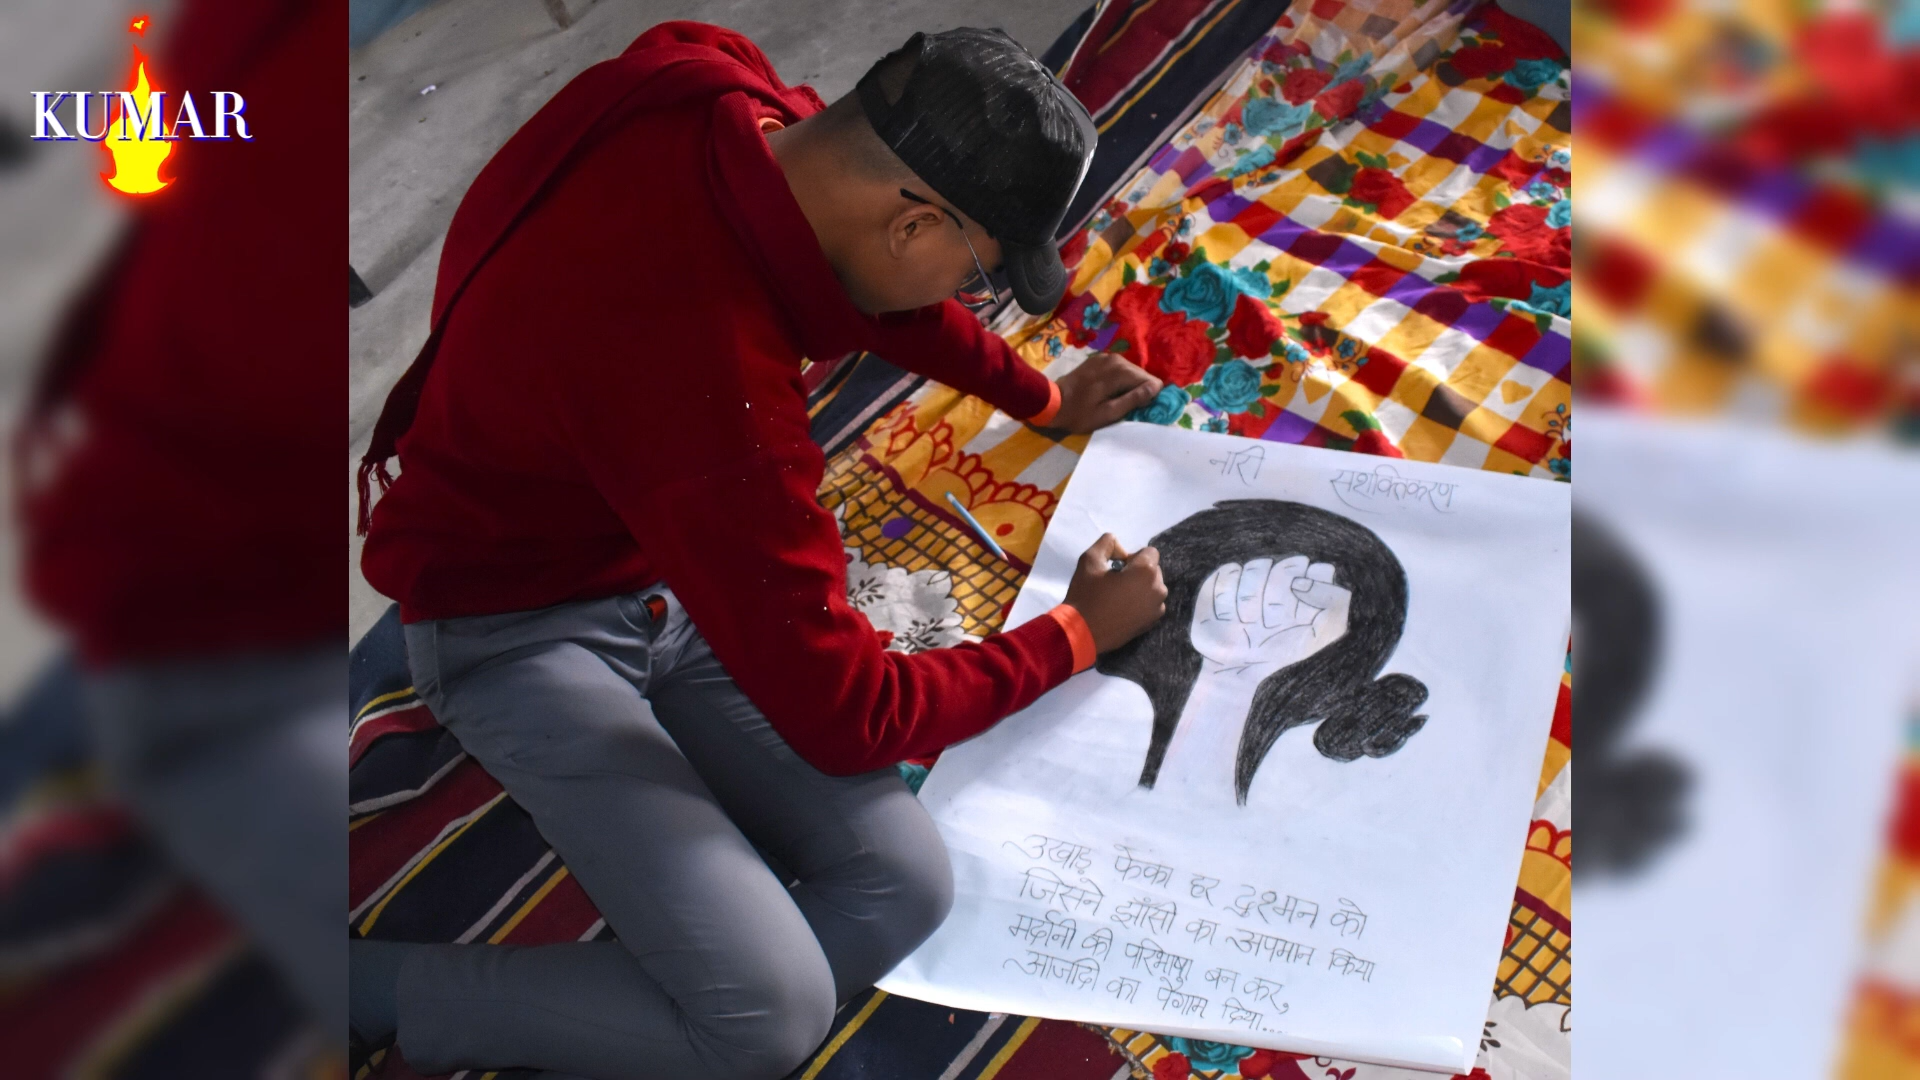 KUMAR
नारी सशक्तिकरण
उखाड़ फेंका हर दुश्मन को
जिसने झाँसी का अपमान किया
मर्दानी की परिभाषा बन कर,
आजादी का पैगाम दिया...